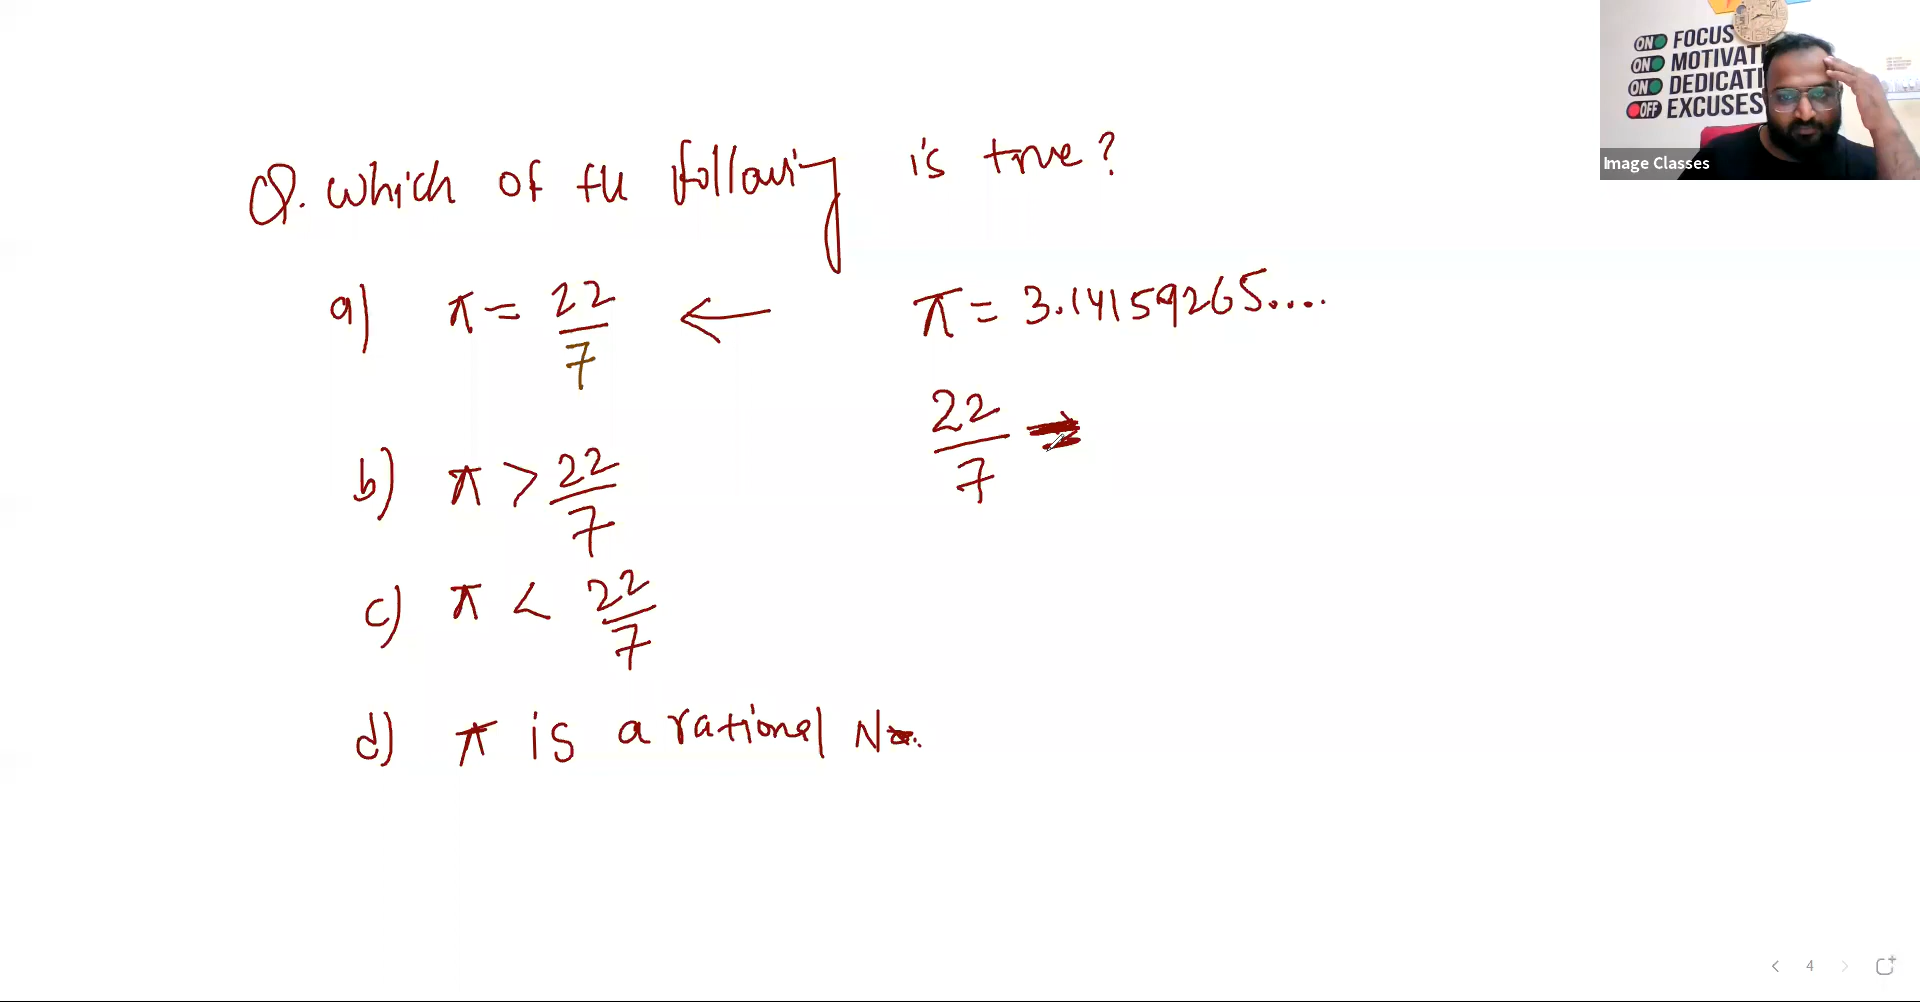 Q. Which of the following is true?
a) π = 22/7 ←
π = 3.14159265....
22/7
b) π > 22/7
c) π < 22/7
d) π is a rational No.
ON FOCUS
ON MOTIVATI
ON DEDICATI
OFF EXCUSES
Image Classes
4